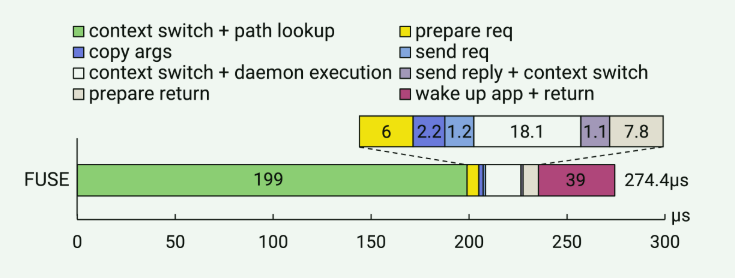 context switch + path lookup prepare req
copy args send req
context switch + daemon execution send reply + context switch
prepare return wake up app + return
6 2.2 1.2 18.1 1.1 7.8
FUSE 199 39 274.4µs
µs
0 50 100 150 200 250 300